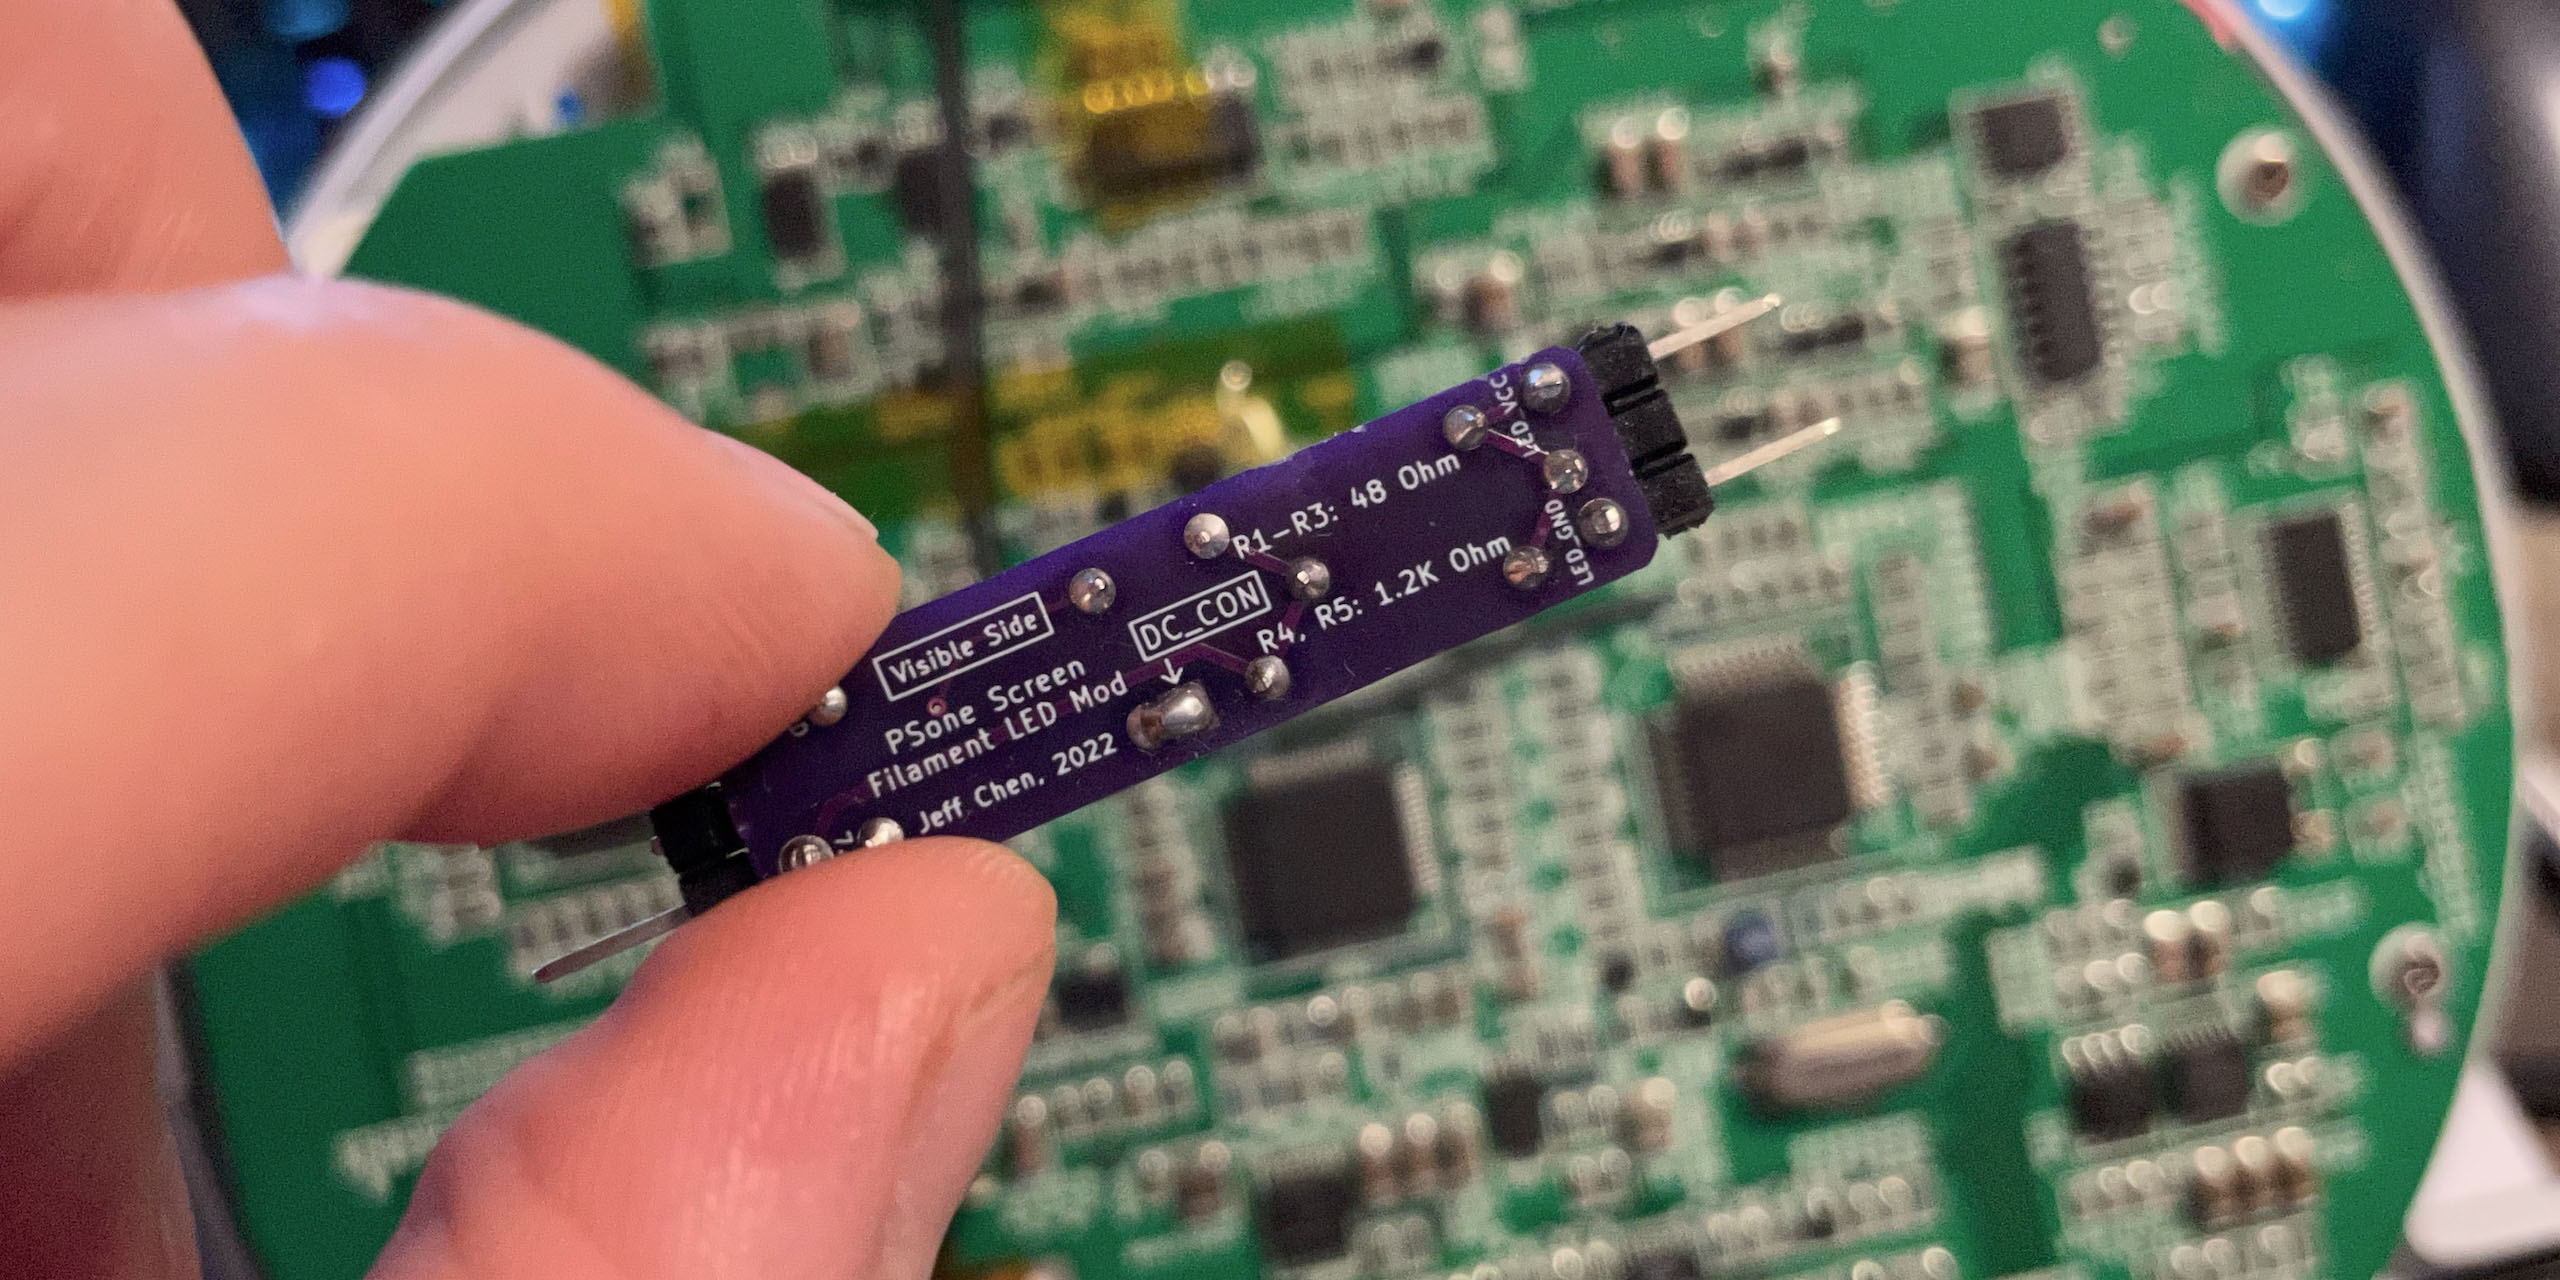 Visible Side
PSone Screen
Filament LED Mod
Jeff Chen, 2022
DC_CON
R1-R3: 48 Ohm
R4, R5: 1.2K Ohm
LED_VCC
LED_GND